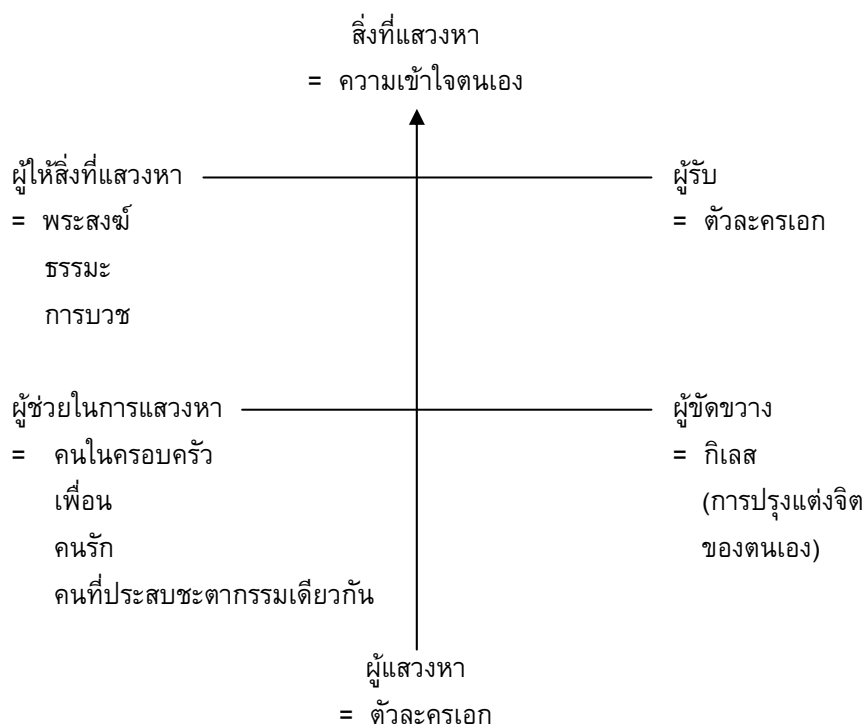 สิ่งที่แสวงหา
= ความเข้าใจตนเอง
ผู้ให้สิ่งที่แสวงหา
= พระสงฆ์
ธรรมะ
การบวช
ผู้รับ
= ตัวละครเอก
ผู้ช่วยในการแสวงหา
= คนในครอบครัว
เพื่อน
คนรัก
คนที่ประสบชะตากรรมเดียวกัน
ผู้ขัดขวาง
= กิเลส
(การปรุงแต่งจิต
ของตนเอง)
ผู้แสวงหา
= ตัวละครเอก